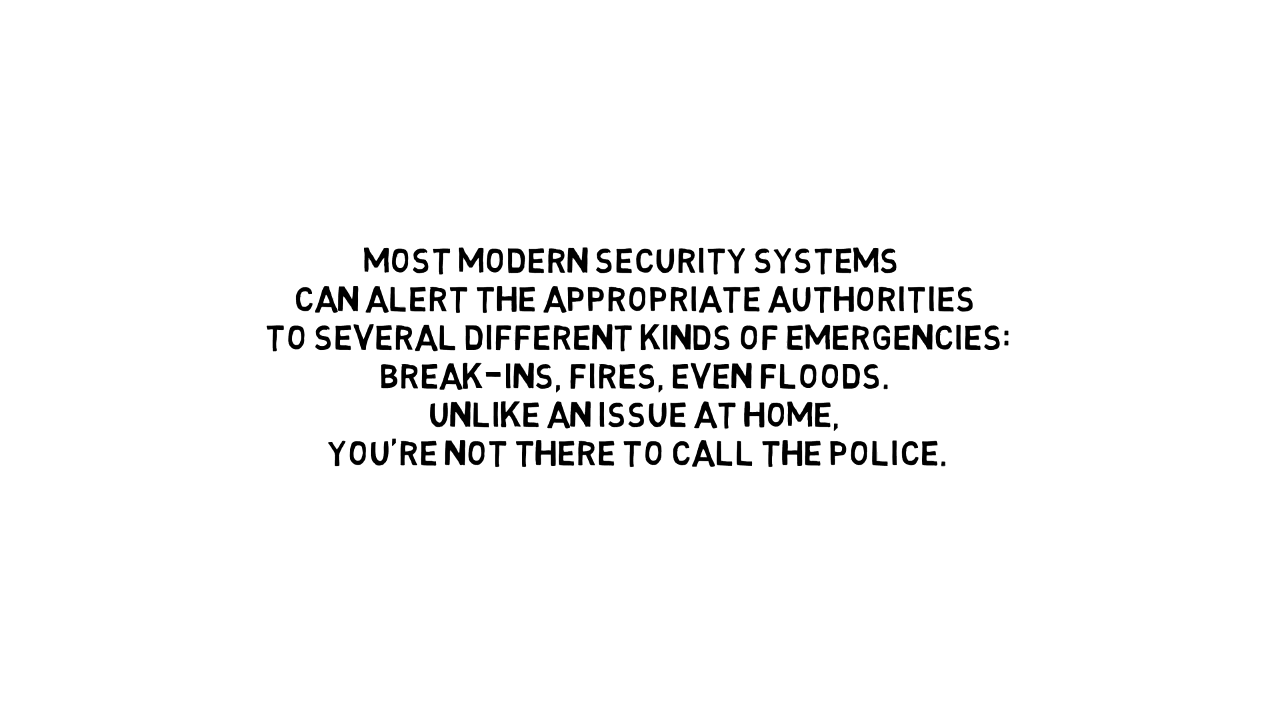 MOST MODERN SECURITY SYSTEMS
CAN ALERT THE APPROPRIATE AUTHORITIES
TO SEVERAL DIFFERENT KINDS OF EMERGENCIES:
BREAK-INS, FIRES, EVEN FLOODS.
UNLIKE AN ISSUE AT HOME,
YOU'RE NOT THERE TO CALL THE POLICE.